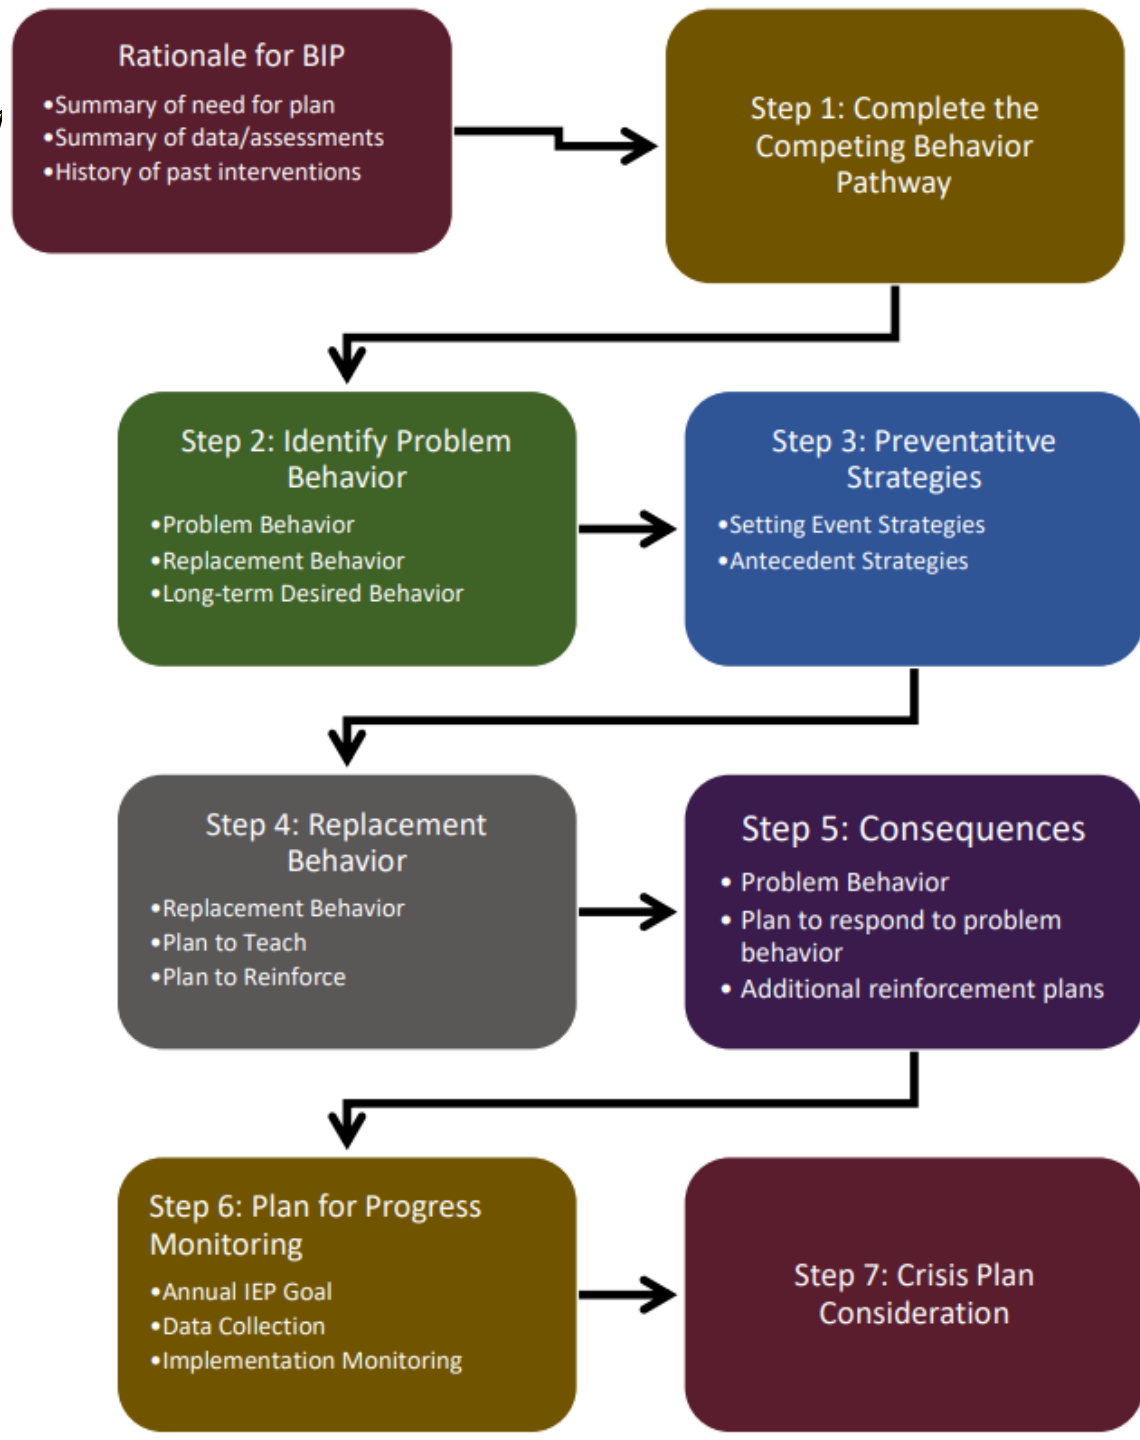 Rationale for BIP
•Summary of need for plan
•Summary of data/assessments
•History of past interventions
Step 1: Complete the
Competing Behavior
Pathway
Step 2: Identify Problem
Behavior
•Problem Behavior
•Replacement Behavior
•Long-term Desired Behavior
Step 3: Preventatitve
Strategies
•Setting Event Strategies
•Antecedent Strategies
Step 4: Replacement
Behavior
•Replacement Behavior
•Plan to Teach
•Plan to Reinforce
Step 5: Consequences
• Problem Behavior
• Plan to respond to problem
behavior
• Additional reinforcement plans
Step 6: Plan for Progress
Monitoring
•Annual IEP Goal
•Data Collection
•Implementation Monitoring
Step 7: Crisis Plan
Consideration